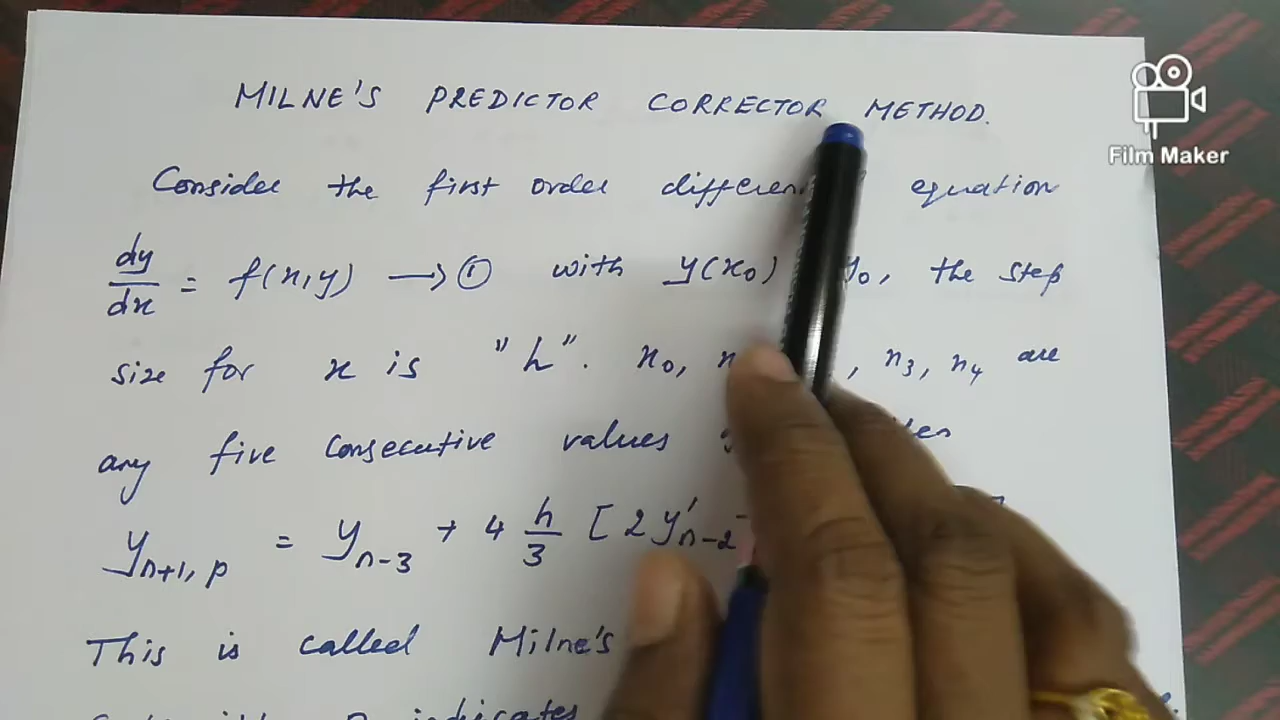 MILNE'S PREDICTOR CORRECTOR METHOD.
Film Maker
Consider the first order equation
dy/dx = f(x,y) → ① with y(x₀) y₀, the step
size for x is "h". x₀, , x₃, x₄ are
any five consecutive values
yₙ₊₁,ₚ = yₙ₋₃ + 4 h/3 [ 2 y'ₙ₋₂ -
This is called Milne's
indicates